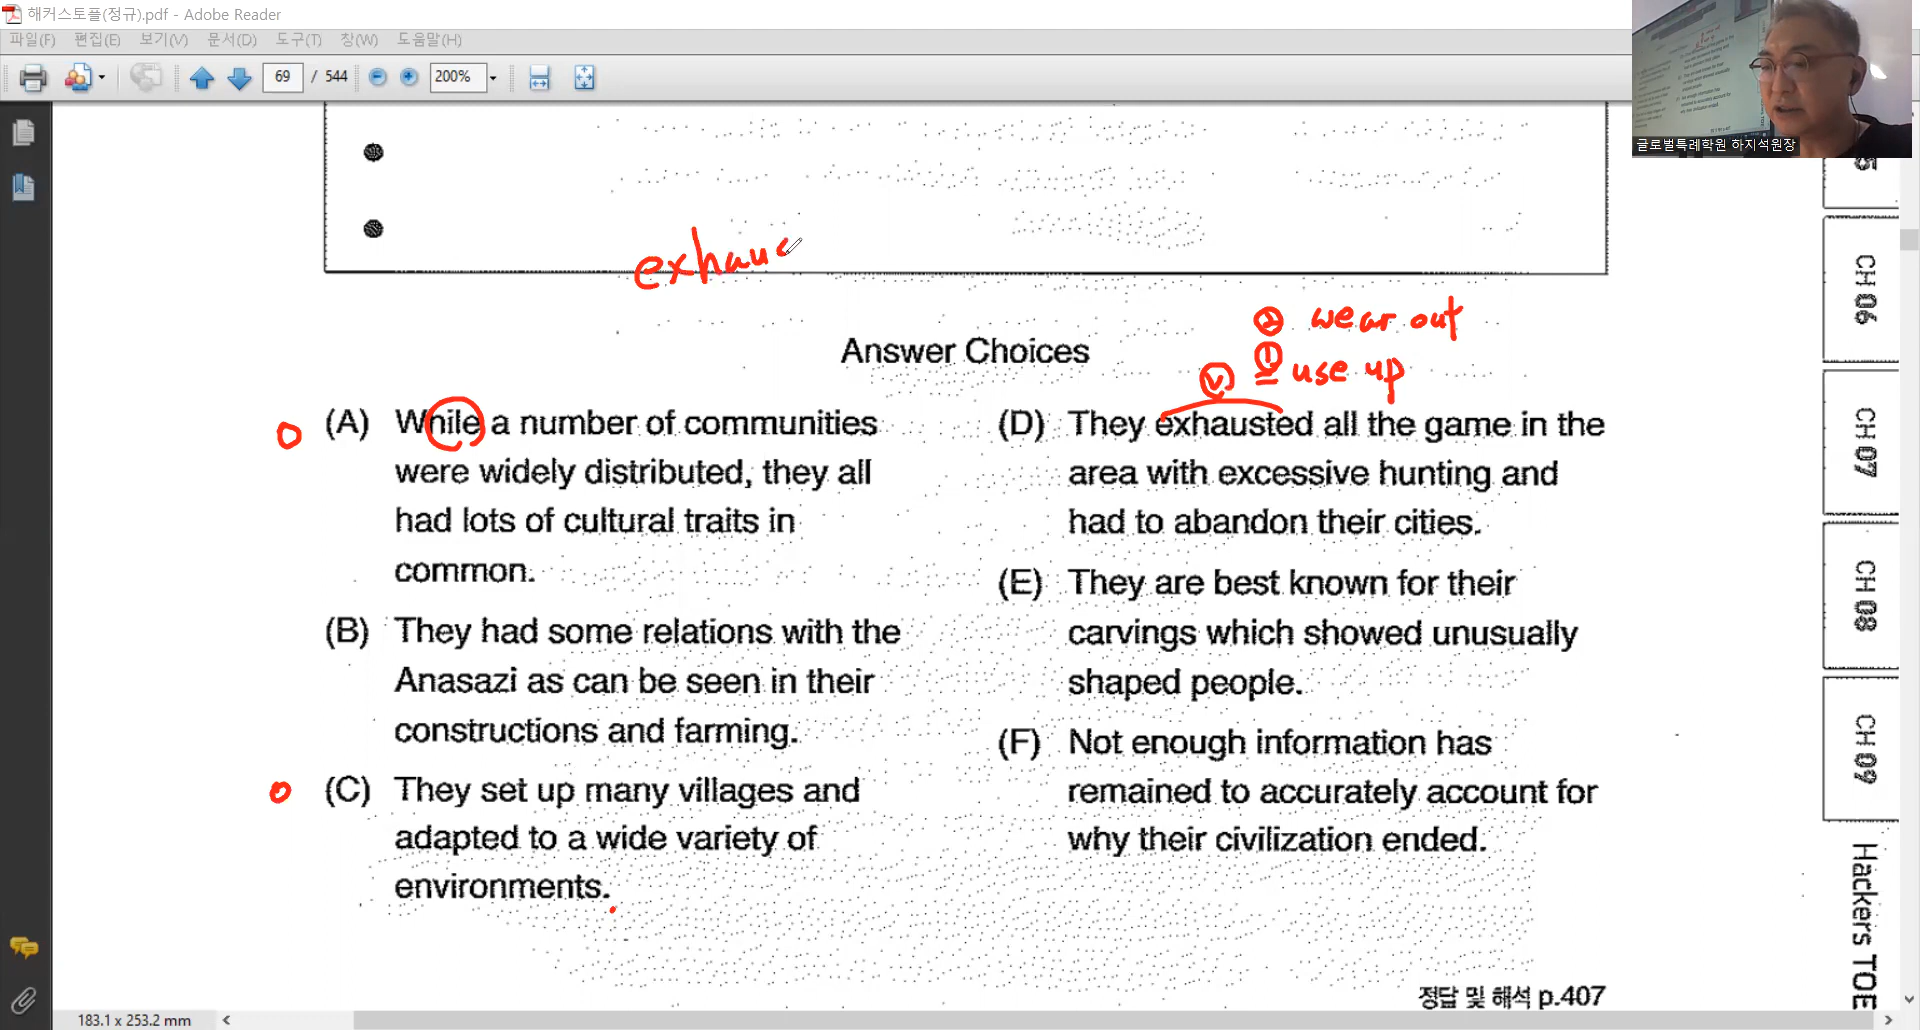 해커스토플(정규).pdf - Adobe Reader
파일(F) 편집(E) 보기(V) 문서(D) 도구(T) 창(W) 도움말(H)
69 / 544 200%
글로벌특례학원 하지석원장
exhaus
② wear out
ⓥ ① = use up
Answer Choices
(A) While a number of communities
were widely distributed, they all
had lots of cultural traits in
common.
(B) They had some relations with the
Anasazi as can be seen in their
constructions and farming.
(C) They set up many villages and
adapted to a wide variety of
environments.
(D) They exhausted all the game in the
area with excessive hunting and
had to abandon their cities.
(E) They are best known for their
carvings which showed unusually
shaped people.
(F) Not enough information has
remained to accurately account for
why their civilization ended.
CH 06
CH 07
CH 08
CH 09
Hackers TOE
정답 및 해석 p.407
183.1 x 253.2 mm